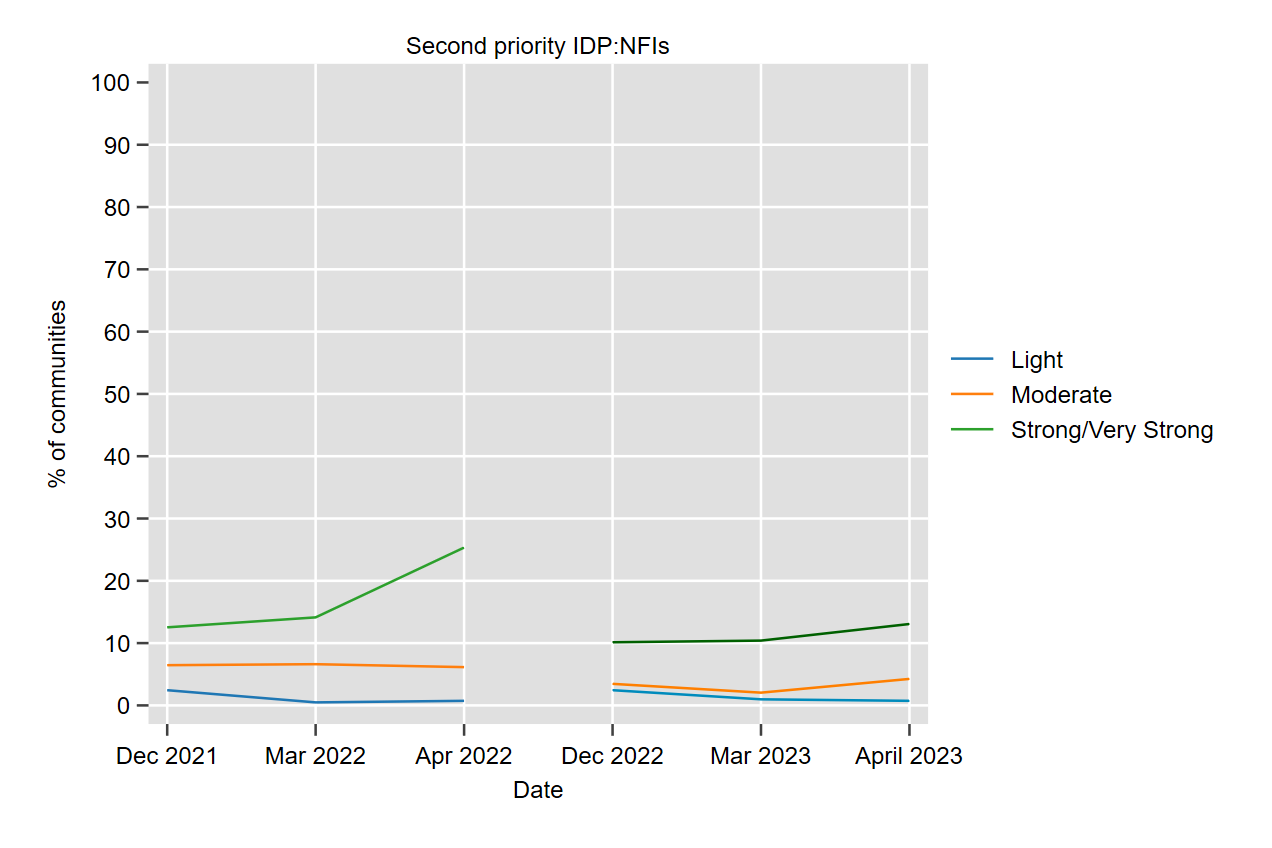 Second priority IDP:NFIs
100
90
80
70
60
50
40
30
20
10
0
% of communities
Dec 2021 Mar 2022 Apr 2022 Dec 2022 Mar 2023 April 2023
Date
Light
Moderate
Strong/Very Strong